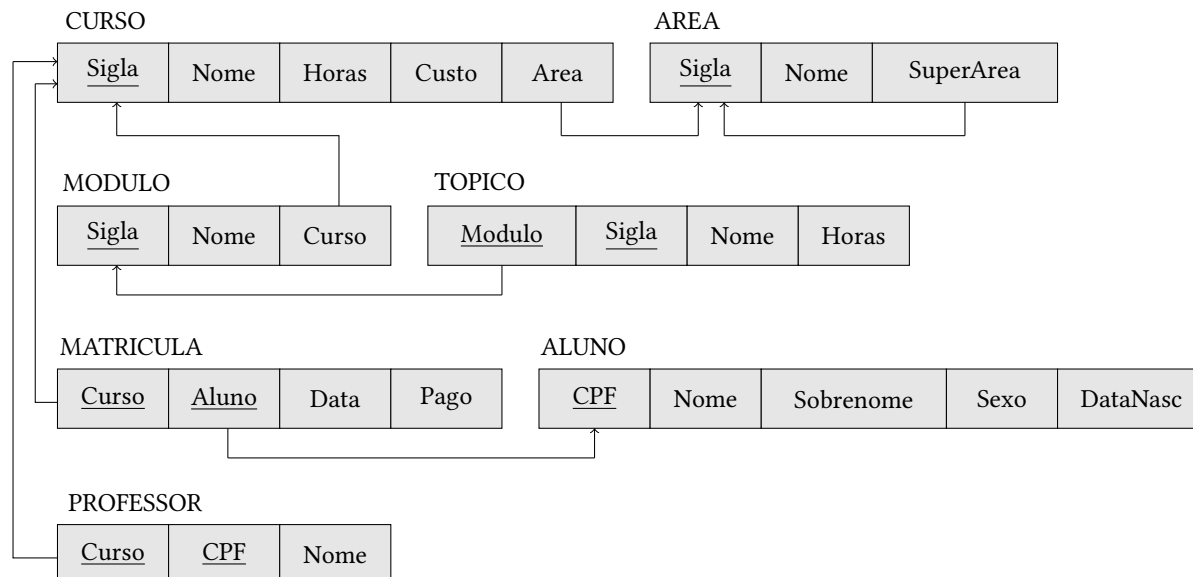 CURSO AREA
Sigla Nome Horas Custo Area Sigla Nome SuperArea
MODULO TOPICO
Sigla Nome Curso Modulo Sigla Nome Horas
MATRICULA ALUNO
Curso Aluno Data Pago CPF Nome Sobrenome Sexo DataNasc
PROFESSOR
Curso CPF Nome